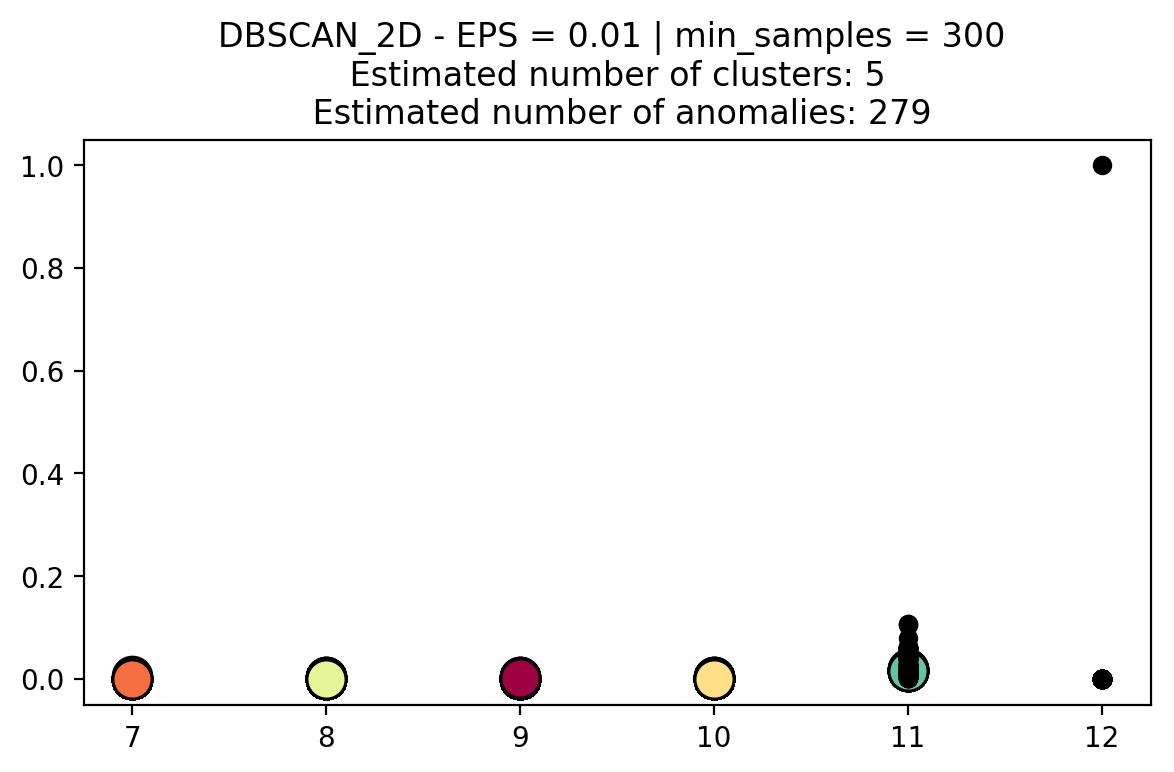 DBSCAN_2D - EPS = 0.01 | min_samples = 300
Estimated number of clusters: 5
Estimated number of anomalies: 279
1.0
0.8
0.6
0.4
0.2
0.0
7 8 9 10 11 12